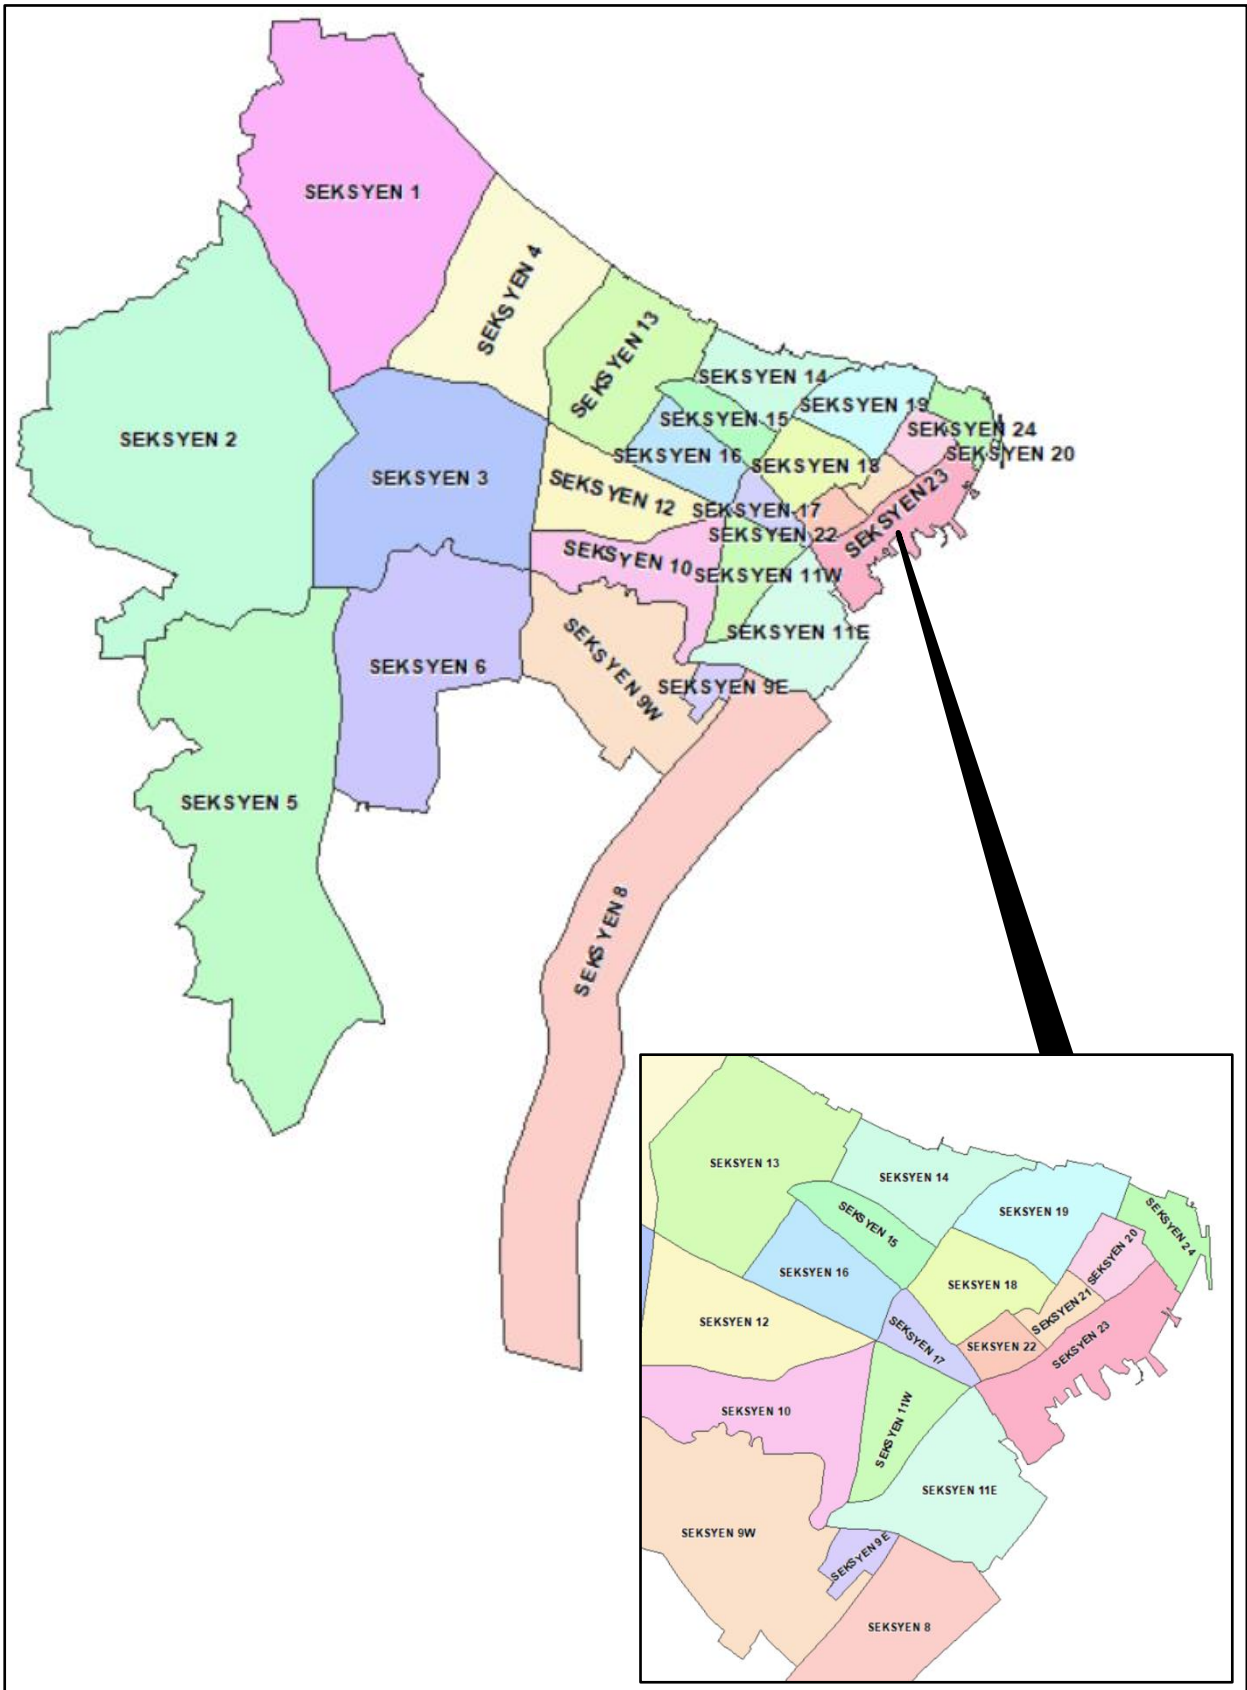 SEKSYEN 1
SEKSYEN 4
SEKSYEN 13
SEKSYEN 14
SEKSYEN 19
SEKSYEN 15
SEKSYEN 24
SEKSYEN 2
SEKSYEN 16
SEKSYEN 20
SEKSYEN 18
SEKSYEN 3
SEKSYEN 12
SEKSYEN 17
SEKSYEN 23
SEKSYEN 22
SEKSYEN 10
SEKSYEN 11W
SEKSYEN 11E
SEKSYEN 6
SEKSYEN 9W
SEKSYEN 9E
SEKSYEN 5
SEKSYEN 8
SEKSYEN 13
SEKSYEN 14
SEKSYEN 19
SEKSYEN 15
SEKSYEN 24
SEKSYEN 20
SEKSYEN 16
SEKSYEN 18
SEKSYEN 21
SEKSYEN 12
SEKSYEN 17
SEKSYEN 22
SEKSYEN 23
SEKSYEN 10
SEKSYEN 11W
SEKSYEN 11E
SEKSYEN 9W
SEKSYEN 9E
SEKSYEN 8